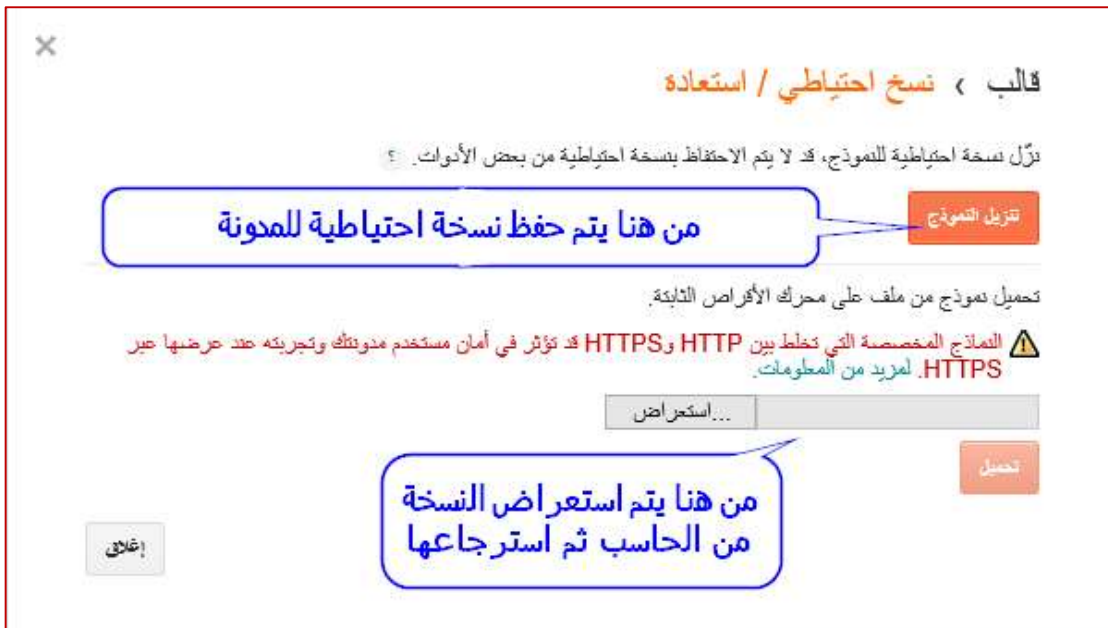 ×
قالب › نسخ احتياطي / استعادة
نزّل نسخة احتياطية للنموذج، قد لا يتم الاحتفاظ بنسخة احتياطية من بعض الأدوات. ؟
تنزيل النموذج
من هنا يتم حفظ نسخة احتياطية للمدونة
تحميل نموذج من ملف على محرك الأقراص الثابتة.
النماذج المخصصة التي تخلط بين HTTP وHTTPS قد تؤثر في أمان مستخدم مدونتك وتجربته عند عرضها عبر
HTTPS. لمزيد من المعلومات.
استعراض...
تحميل
من هنا يتم استعراض النسخة
من الحاسب ثم استرجاعها
إغلاق